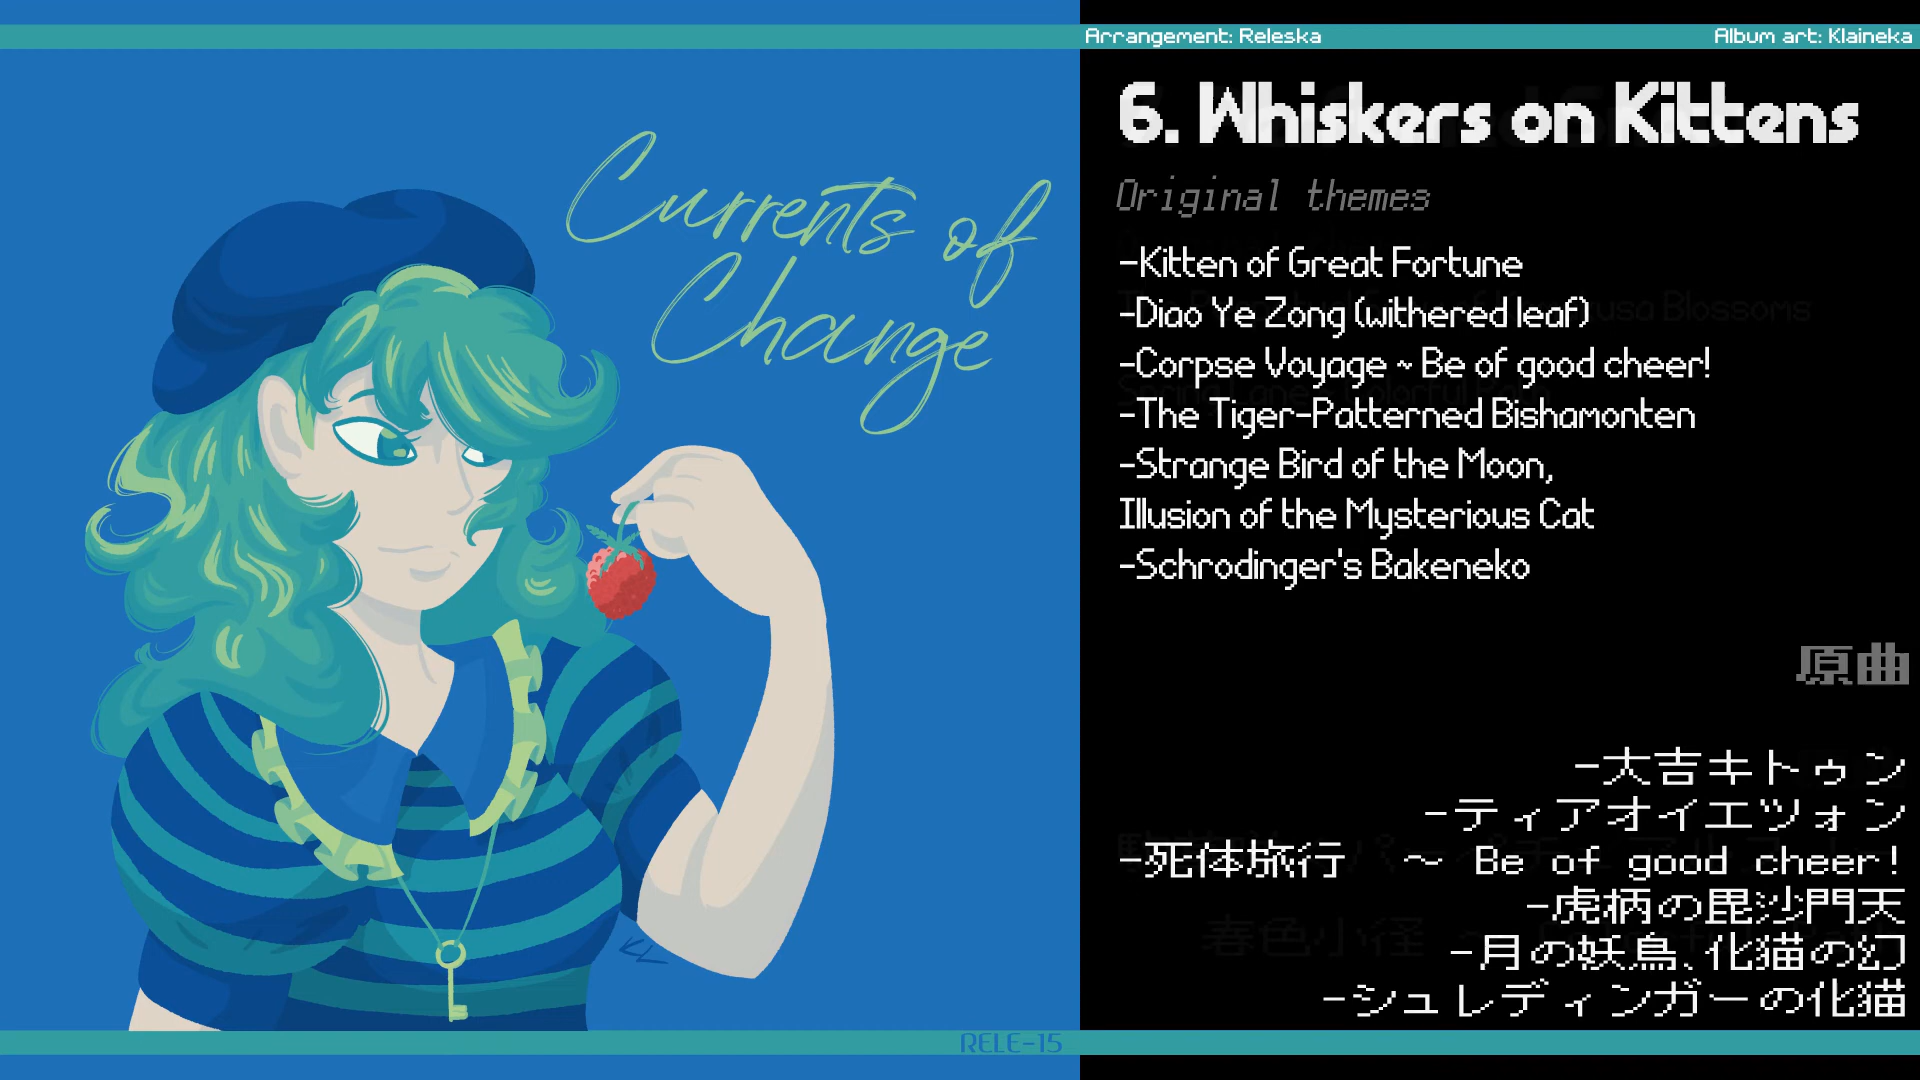 Arrangement: Releska
Album art: Klaineka
Currents of
Change
6. Whiskers on Kittens
Original themes
-Kitten of Great Fortune
-Diao Ye Zong (withered leaf)
-Corpse Voyage ~ Be of good cheer!
-The Tiger-Patterned Bishamonten
-Strange Bird of the Moon,
Illusion of the Mysterious Cat
-Schrodinger's Bakeneko
原曲
-大吉キトゥン
-ティアオイエツォン
-死体旅行 ～ Be of good cheer!
-虎柄の毘沙門天
-月の妖鳥、化猫の幻
-シュレディンガーの化猫
KL
RELE-15